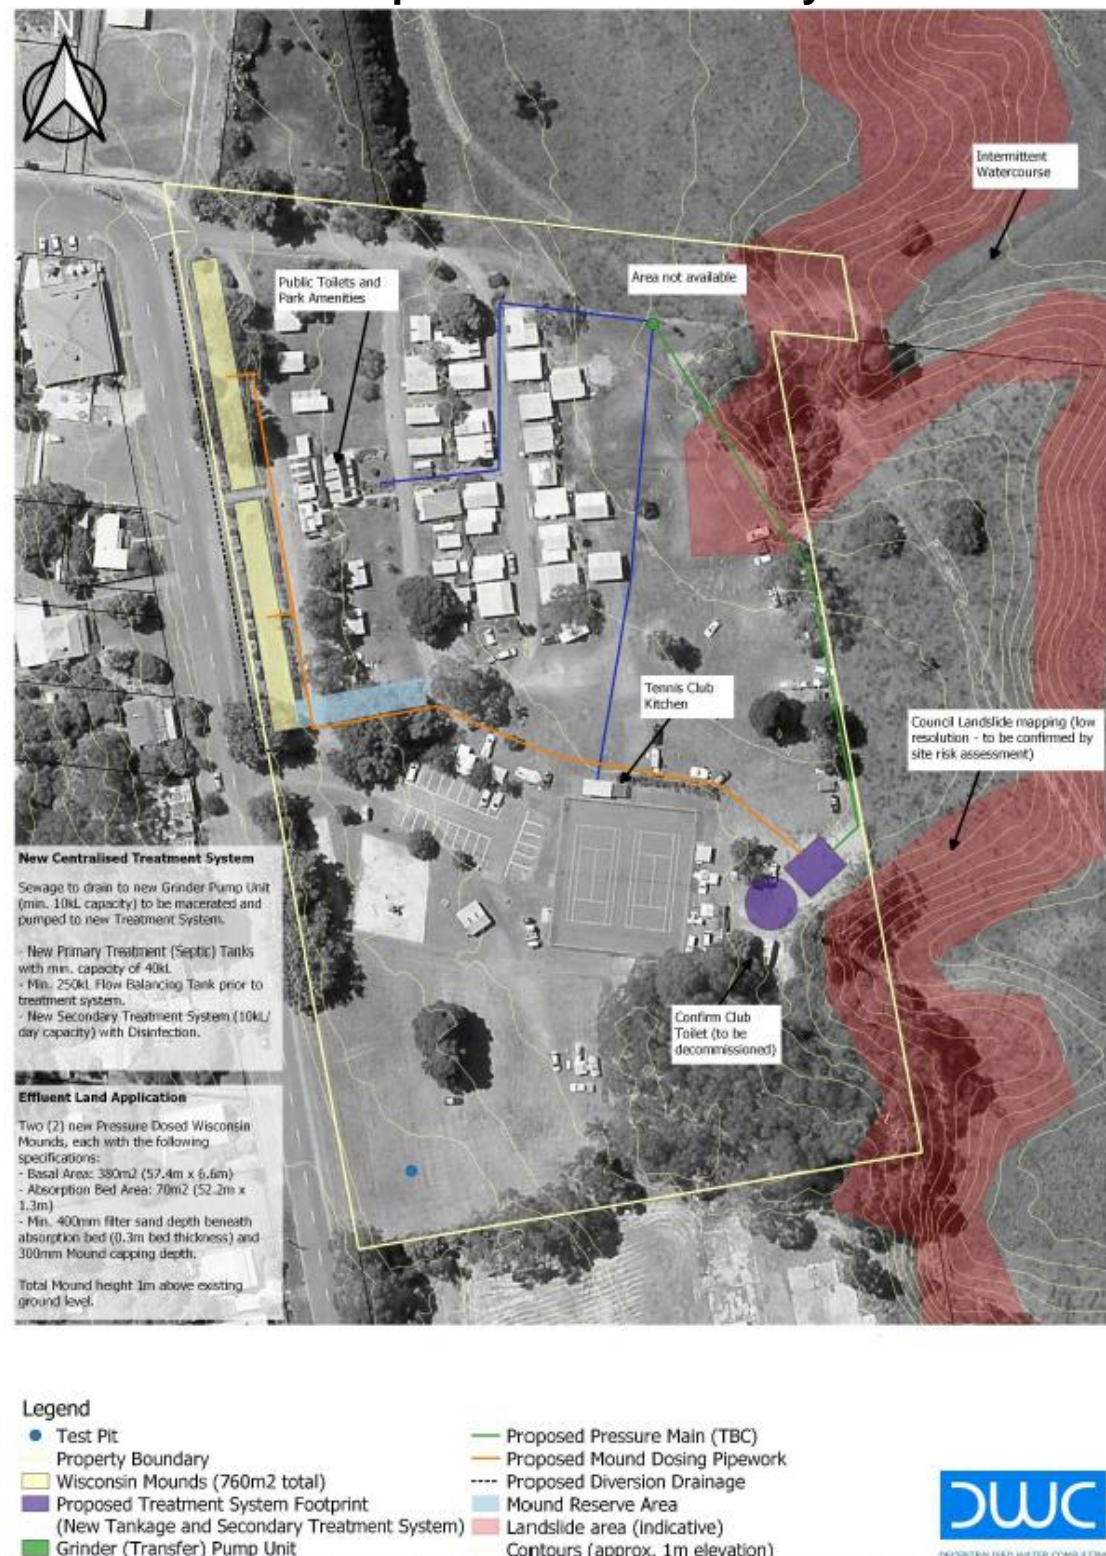 N
Intermittent
Watercourse
Public Toilets and
Park Amenities
Area not available
Tennis Club
Kitchen
Council Landslide mapping (low
resolution - to be confirmed by
site risk assessment)
New Centralised Treatment System
Sewage to drain to new Grinder Pump Unit
(min. 10kL capacity) to be macerated and
pumped to new Treatment System.
- New Primary Treatment (Septic) Tanks
with min. capacity of 40kL
- Min. 250kL Flow Balancing Tank prior to
treatment system.
- New Secondary Treatment System (10kL/
day capacity) with Disinfection.
Confirm Club
Toilet (to be
decommissioned)
Effluent Land Application
Two (2) new Pressure Dosed Wisconsin
Mounds, each with the following
specifications:
- Basal Area: 380m2 (57.4m x 6.6m)
- Absorption Bed Area: 70m2 (52.2m x
1.3m)
- Min. 400mm filter sand depth beneath
absorption bed (0.3m bed thickness) and
300mm Mound capping depth.
Total Mound height 1m above existing
ground level.
Legend
Test Pit
Property Boundary
Wisconsin Mounds (760m2 total)
Proposed Treatment System Footprint
(New Tankage and Secondary Treatment System)
Grinder (Transfer) Pump Unit
Proposed Pressure Main (TBC)
Proposed Mound Dosing Pipework
Proposed Diversion Drainage
Mound Reserve Area
Landslide area (indicative)
Contours (approx. 1m elevation)
DWC